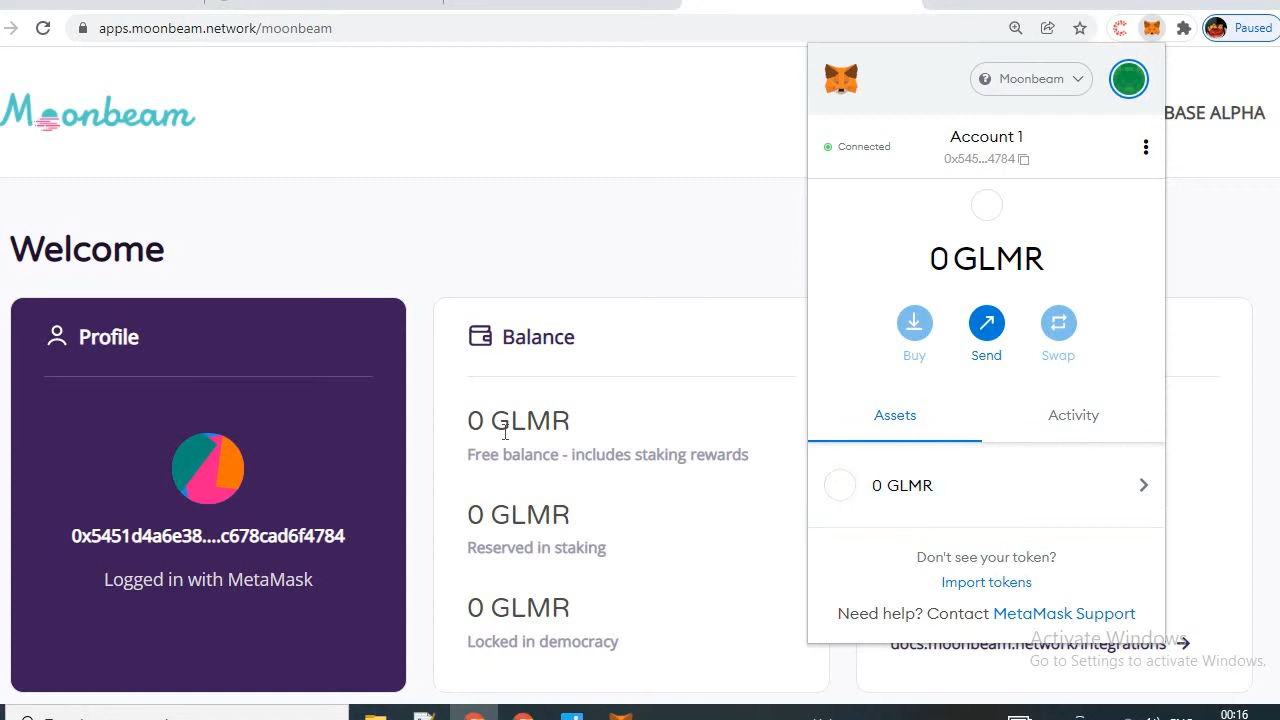 apps.moonbeam.network/moonbeam
Paused
Moonbeam
Moonbeam
BASE ALPHA
Connected
Account 1
0x545...4784
Welcome
0 GLMR
Buy
Send
Swap
Profile
0x5451d4a6e38....c678cad6f4784
Logged in with MetaMask
Balance
0 GLMR
Free balance - includes staking rewards
0 GLMR
Reserved in staking
0 GLMR
Locked in democracy
Assets
Activity
0 GLMR
Don't see your token?
Import tokens
Need help? Contact MetaMask Support
docs.moonbeam.network/integrations
Activate Windows
Go to Settings to activate Windows.
00:16